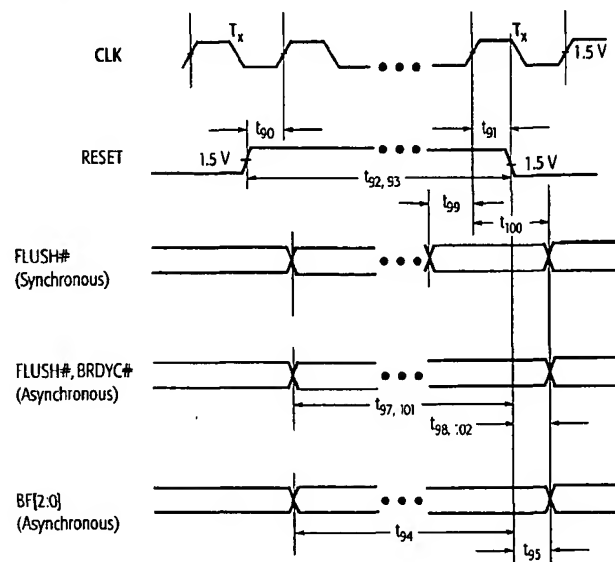 Tx Tx
CLK
1.5 V
t90 t91
RESET
1.5 V 1.5 V
t92, 93
t99
t100
FLUSH#
(Synchronous)
FLUSH#, BRDYC#
(Asynchronous)
t97, 101
t98, 102
BF[2:0]
(Asynchronous)
t94
t95